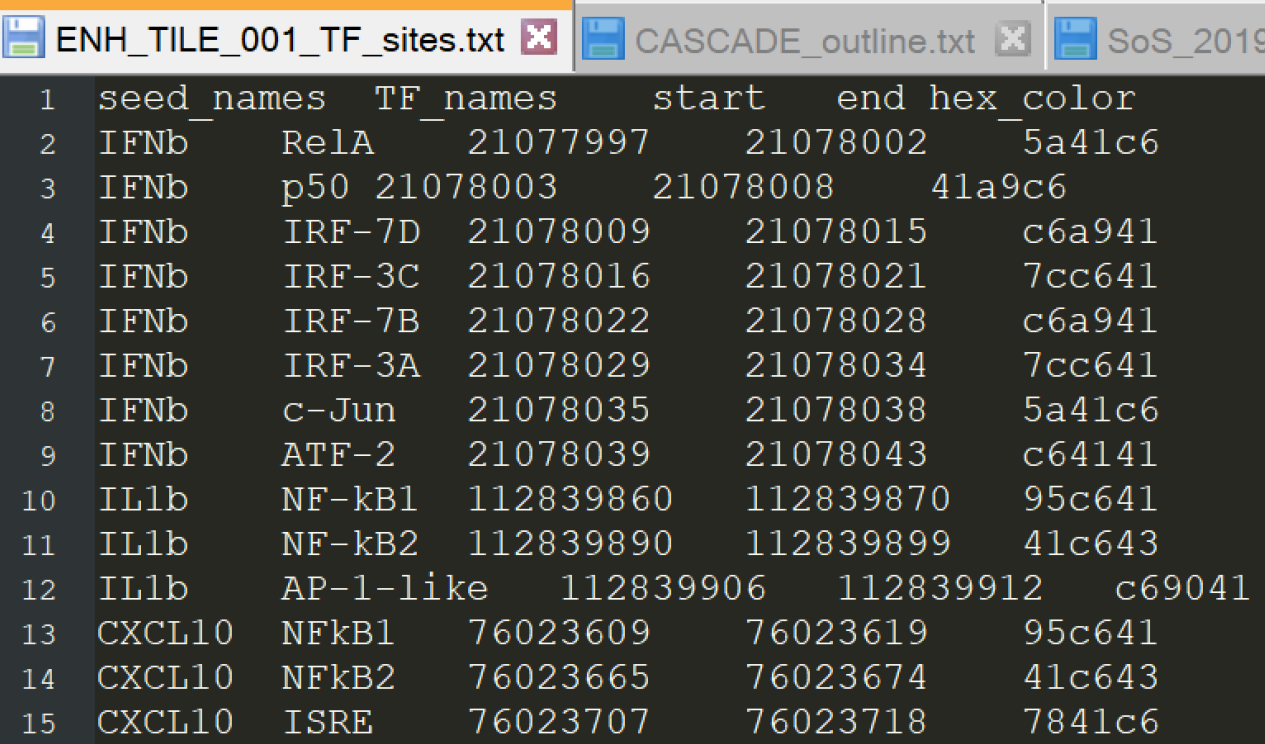 ENH_TILE_001_TF_sites.txt CASCADE_outline.txt SoS_2019
1 seed_names TF_names start end hex_color
2 IFNb RelA 21077997 21078002 5a41c6
3 IFNb p50 21078003 21078008 41a9c6
4 IFNb IRF-7D 21078009 21078015 c6a941
5 IFNb IRF-3C 21078016 21078021 7cc641
6 IFNb IRF-7B 21078022 21078028 c6a941
7 IFNb IRF-3A 21078029 21078034 7cc641
8 IFNb c-Jun 21078035 21078038 5a41c6
9 IFNb ATF-2 21078039 21078043 c64141
10 IL1b NF-kB1 112839860 112839870 95c641
11 IL1b NF-kB2 112839890 112839899 41c643
12 IL1b AP-1-like 112839906 112839912 c69041
13 CXCL10 NFkB1 76023609 76023619 95c641
14 CXCL10 NFkB2 76023665 76023674 41c643
15 CXCL10 ISRE 76023707 76023718 7841c6